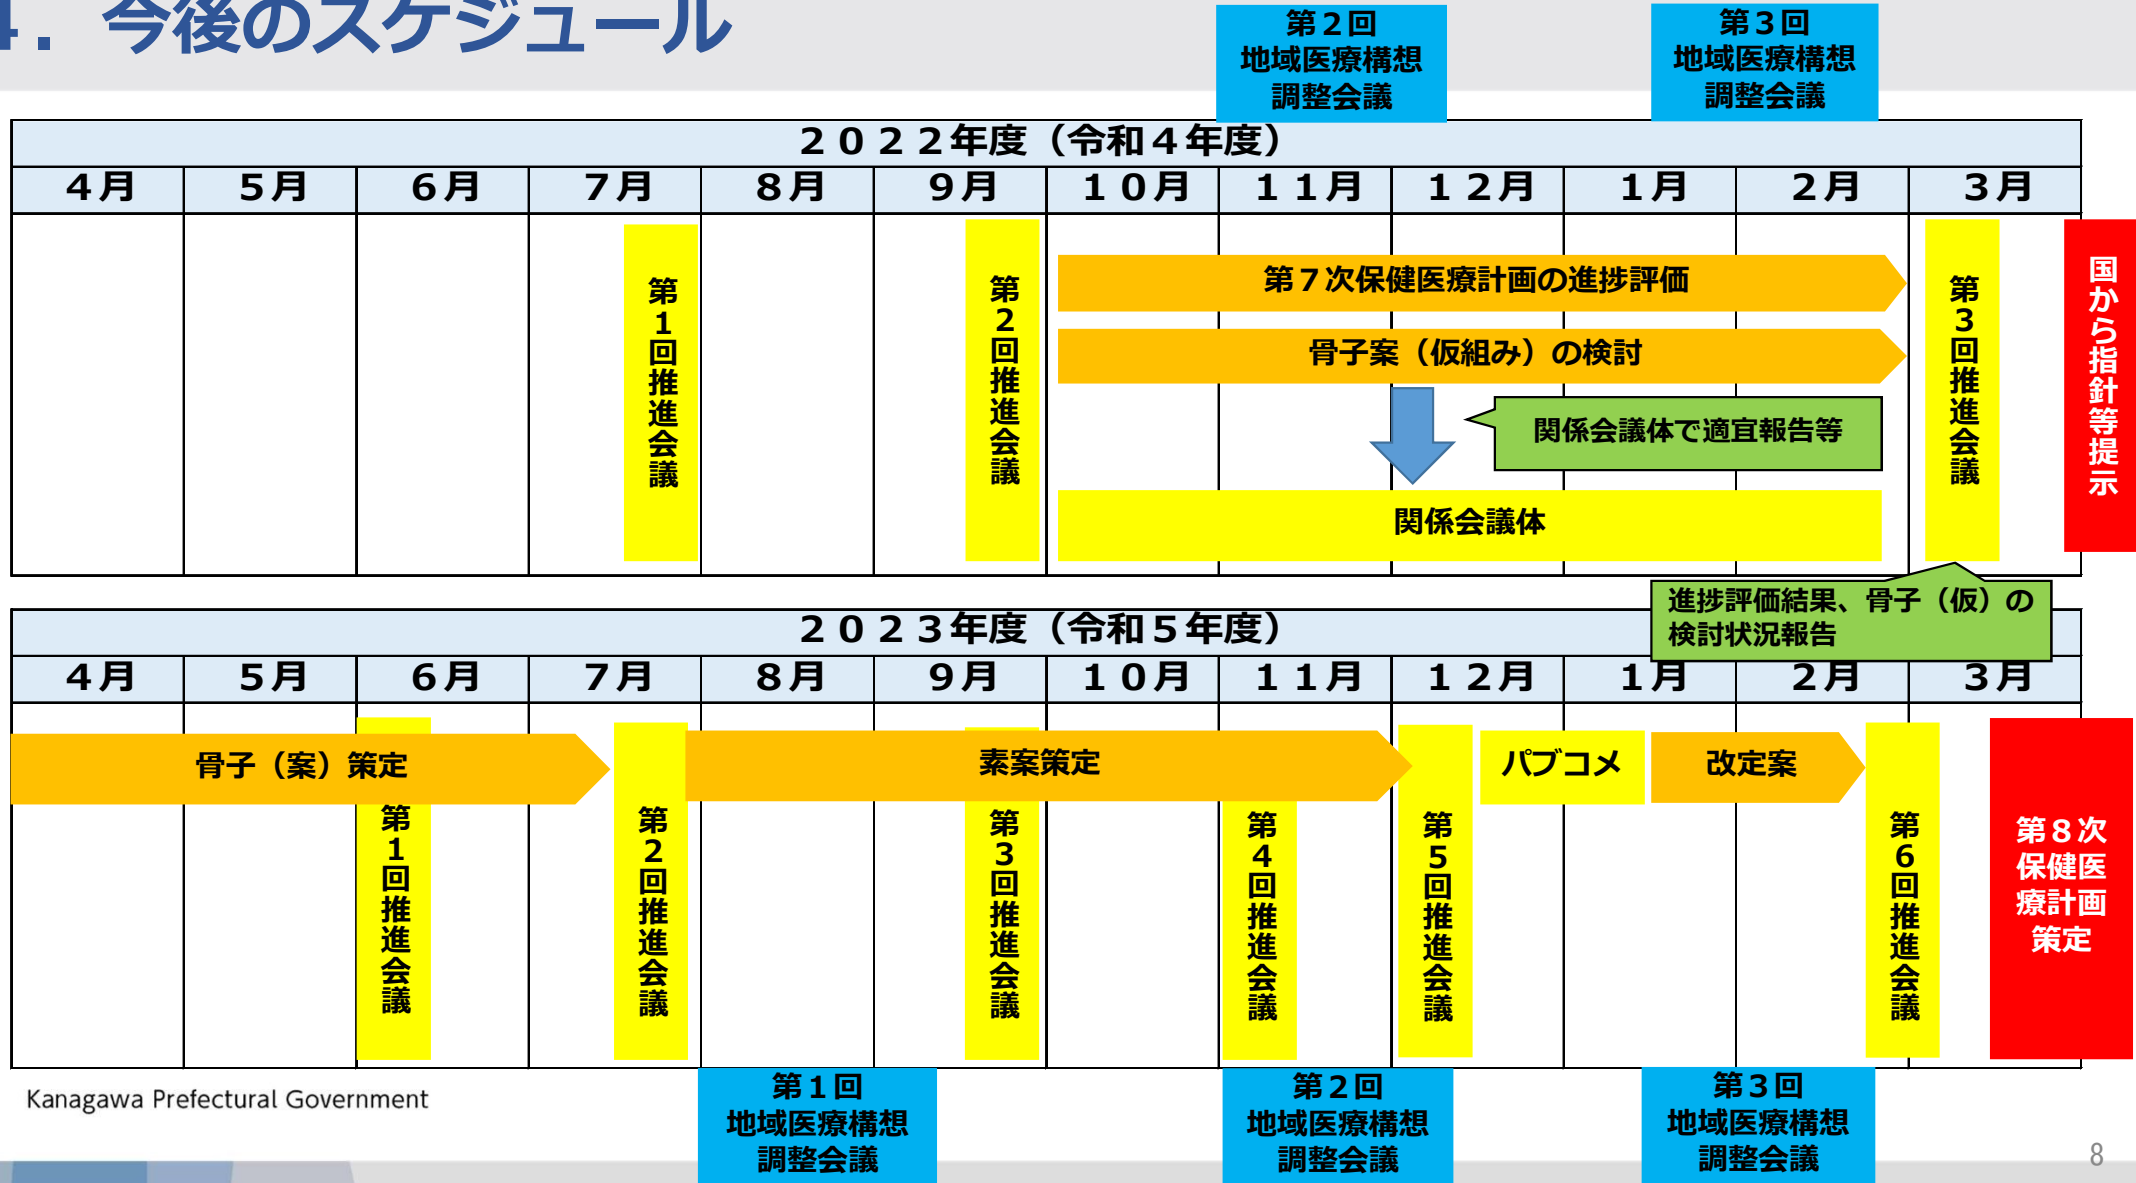 4．今後のスケジュール
第２回
地域医療構想
調整会議
第３回
地域医療構想
調整会議
２０２２年度（令和４年度）
４月 ５月 ６月 ７月 ８月 ９月 １０月 １１月 １２月 １月 ２月 ３月
第１回推進会議
第２回推進会議
第７次保健医療計画の進捗評価
骨子案（仮組み）の検討
関係会議体で適宜報告等
関係会議体
第３回推進会議
国から指針等提示
進捗評価結果、骨子（仮）の
検討状況報告
２０２３年度（令和５年度）
４月 ５月 ６月 ７月 ８月 ９月 １０月 １１月 １２月 １月 ２月 ３月
骨子（案）策定
素案策定
パブコメ
改定案
第１回推進会議
第２回推進会議
第３回推進会議
第４回推進会議
第５回推進会議
第６回推進会議
第８次
保健医
療計画
策定
第１回
地域医療構想
調整会議
第２回
地域医療構想
調整会議
第３回
地域医療構想
調整会議
Kanagawa Prefectural Government
8